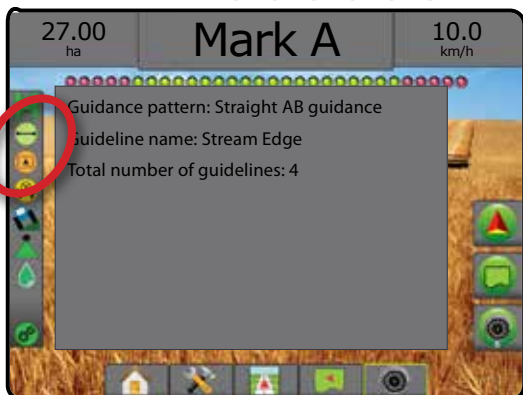 27.00
ha
Mark A
10.0
km/h
Guidance pattern: Straight AB guidance
Guideline name: Stream Edge
Total number of guidelines: 4